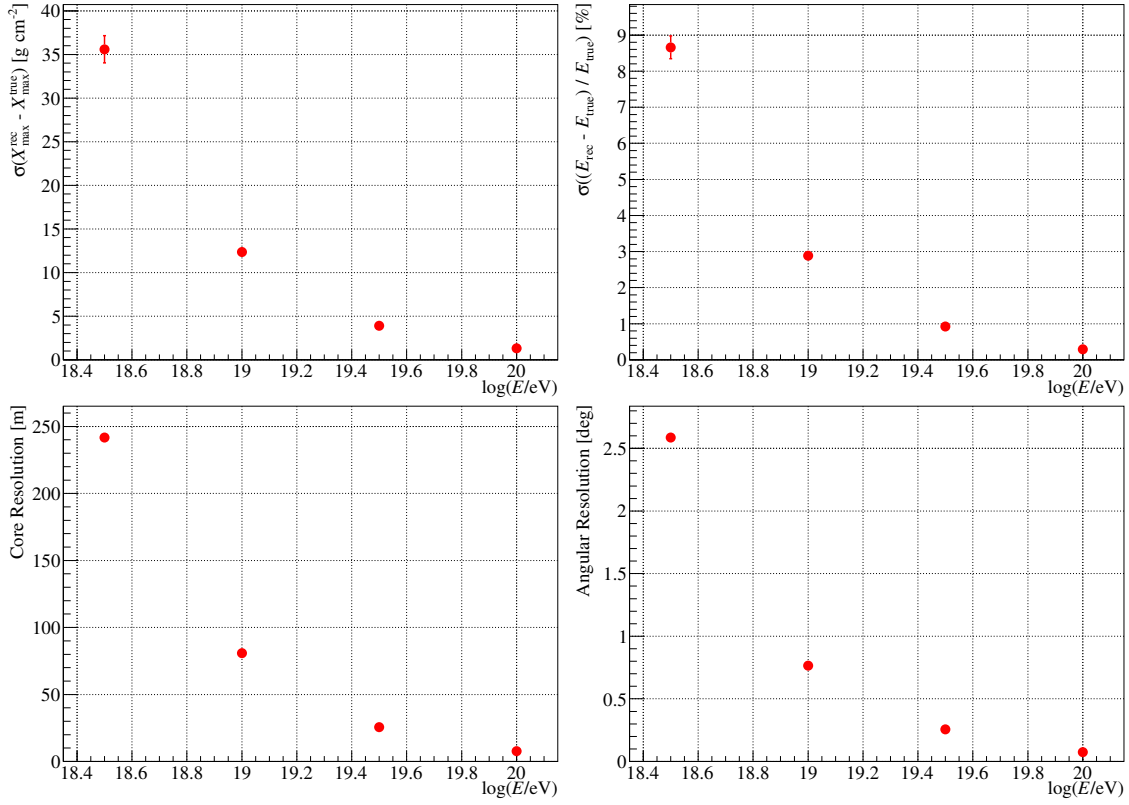 σ(X_max^rec - X_max^true) [g cm^-2]
40
35
30
25
20
15
10
5
0
18.4 18.6 18.8 19 19.2 19.4 19.6 19.8 20
log(E/eV)
σ((E_rec - E_true) / E_true) [%]
9
8
7
6
5
4
3
2
1
0
18.4 18.6 18.8 19 19.2 19.4 19.6 19.8 20
log(E/eV)
Core Resolution [m]
250
200
150
100
50
0
18.4 18.6 18.8 19 19.2 19.4 19.6 19.8 20
log(E/eV)
Angular Resolution [deg]
2.5
2
1.5
1
0.5
0
18.4 18.6 18.8 19 19.2 19.4 19.6 19.8 20
log(E/eV)